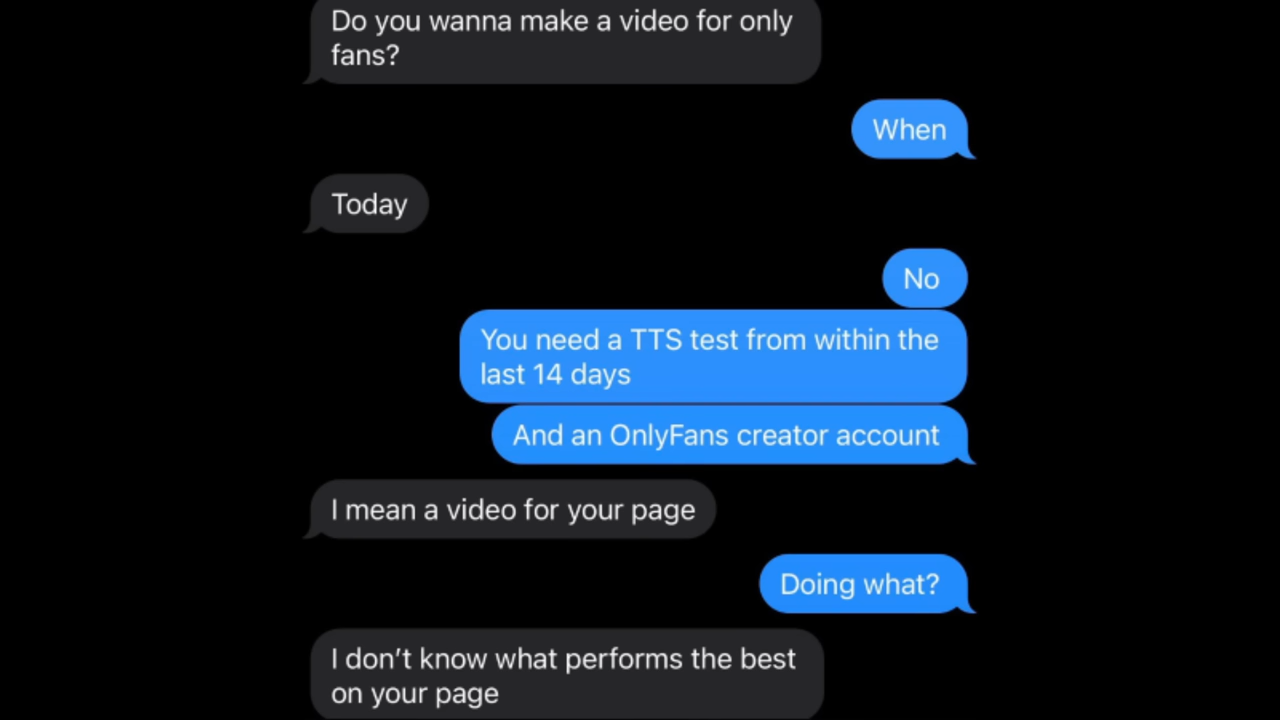 Do you wanna make a video for only
fans?
When
Today
No
You need a TTS test from within the
last 14 days
And an OnlyFans creator account
I mean a video for your page
Doing what?
I don’t know what performs the best
on your page